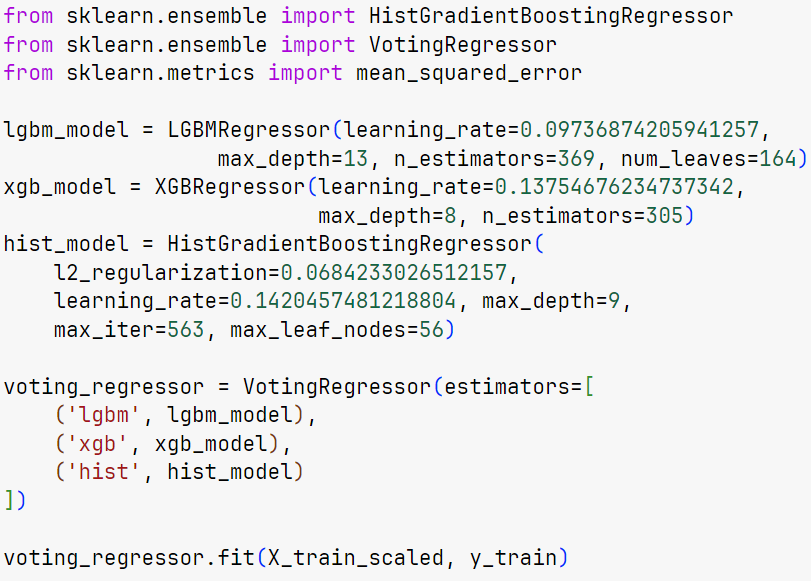 from sklearn.ensemble import HistGradientBoostingRegressor
from sklearn.ensemble import VotingRegressor
from sklearn.metrics import mean_squared_error

lgbm_model = LGBMRegressor(learning_rate=0.09736874205941257,
                 max_depth=13, n_estimators=369, num_leaves=164)
xgb_model = XGBRegressor(learning_rate=0.13754676234737342,
                         max_depth=8, n_estimators=305)
hist_model = HistGradientBoostingRegressor(
    l2_regularization=0.0684233026512157,
    learning_rate=0.1420457481218804, max_depth=9,
    max_iter=563, max_leaf_nodes=56)

voting_regressor = VotingRegressor(estimators=[
    ('lgbm', lgbm_model),
    ('xgb', xgb_model),
    ('hist', hist_model)
])

voting_regressor.fit(X_train_scaled, y_train)